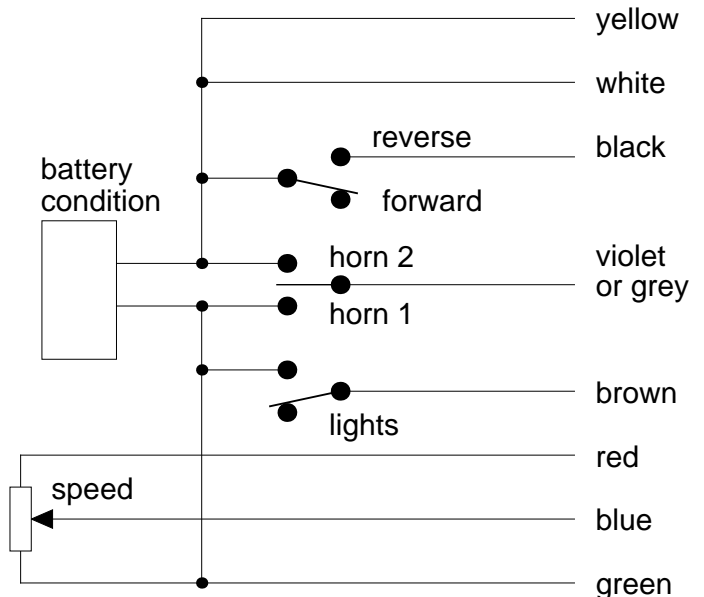 yellow
white
reverse
black
battery
condition
forward
horn 2
violet
or grey
horn 1
brown
lights
red
speed
blue
green